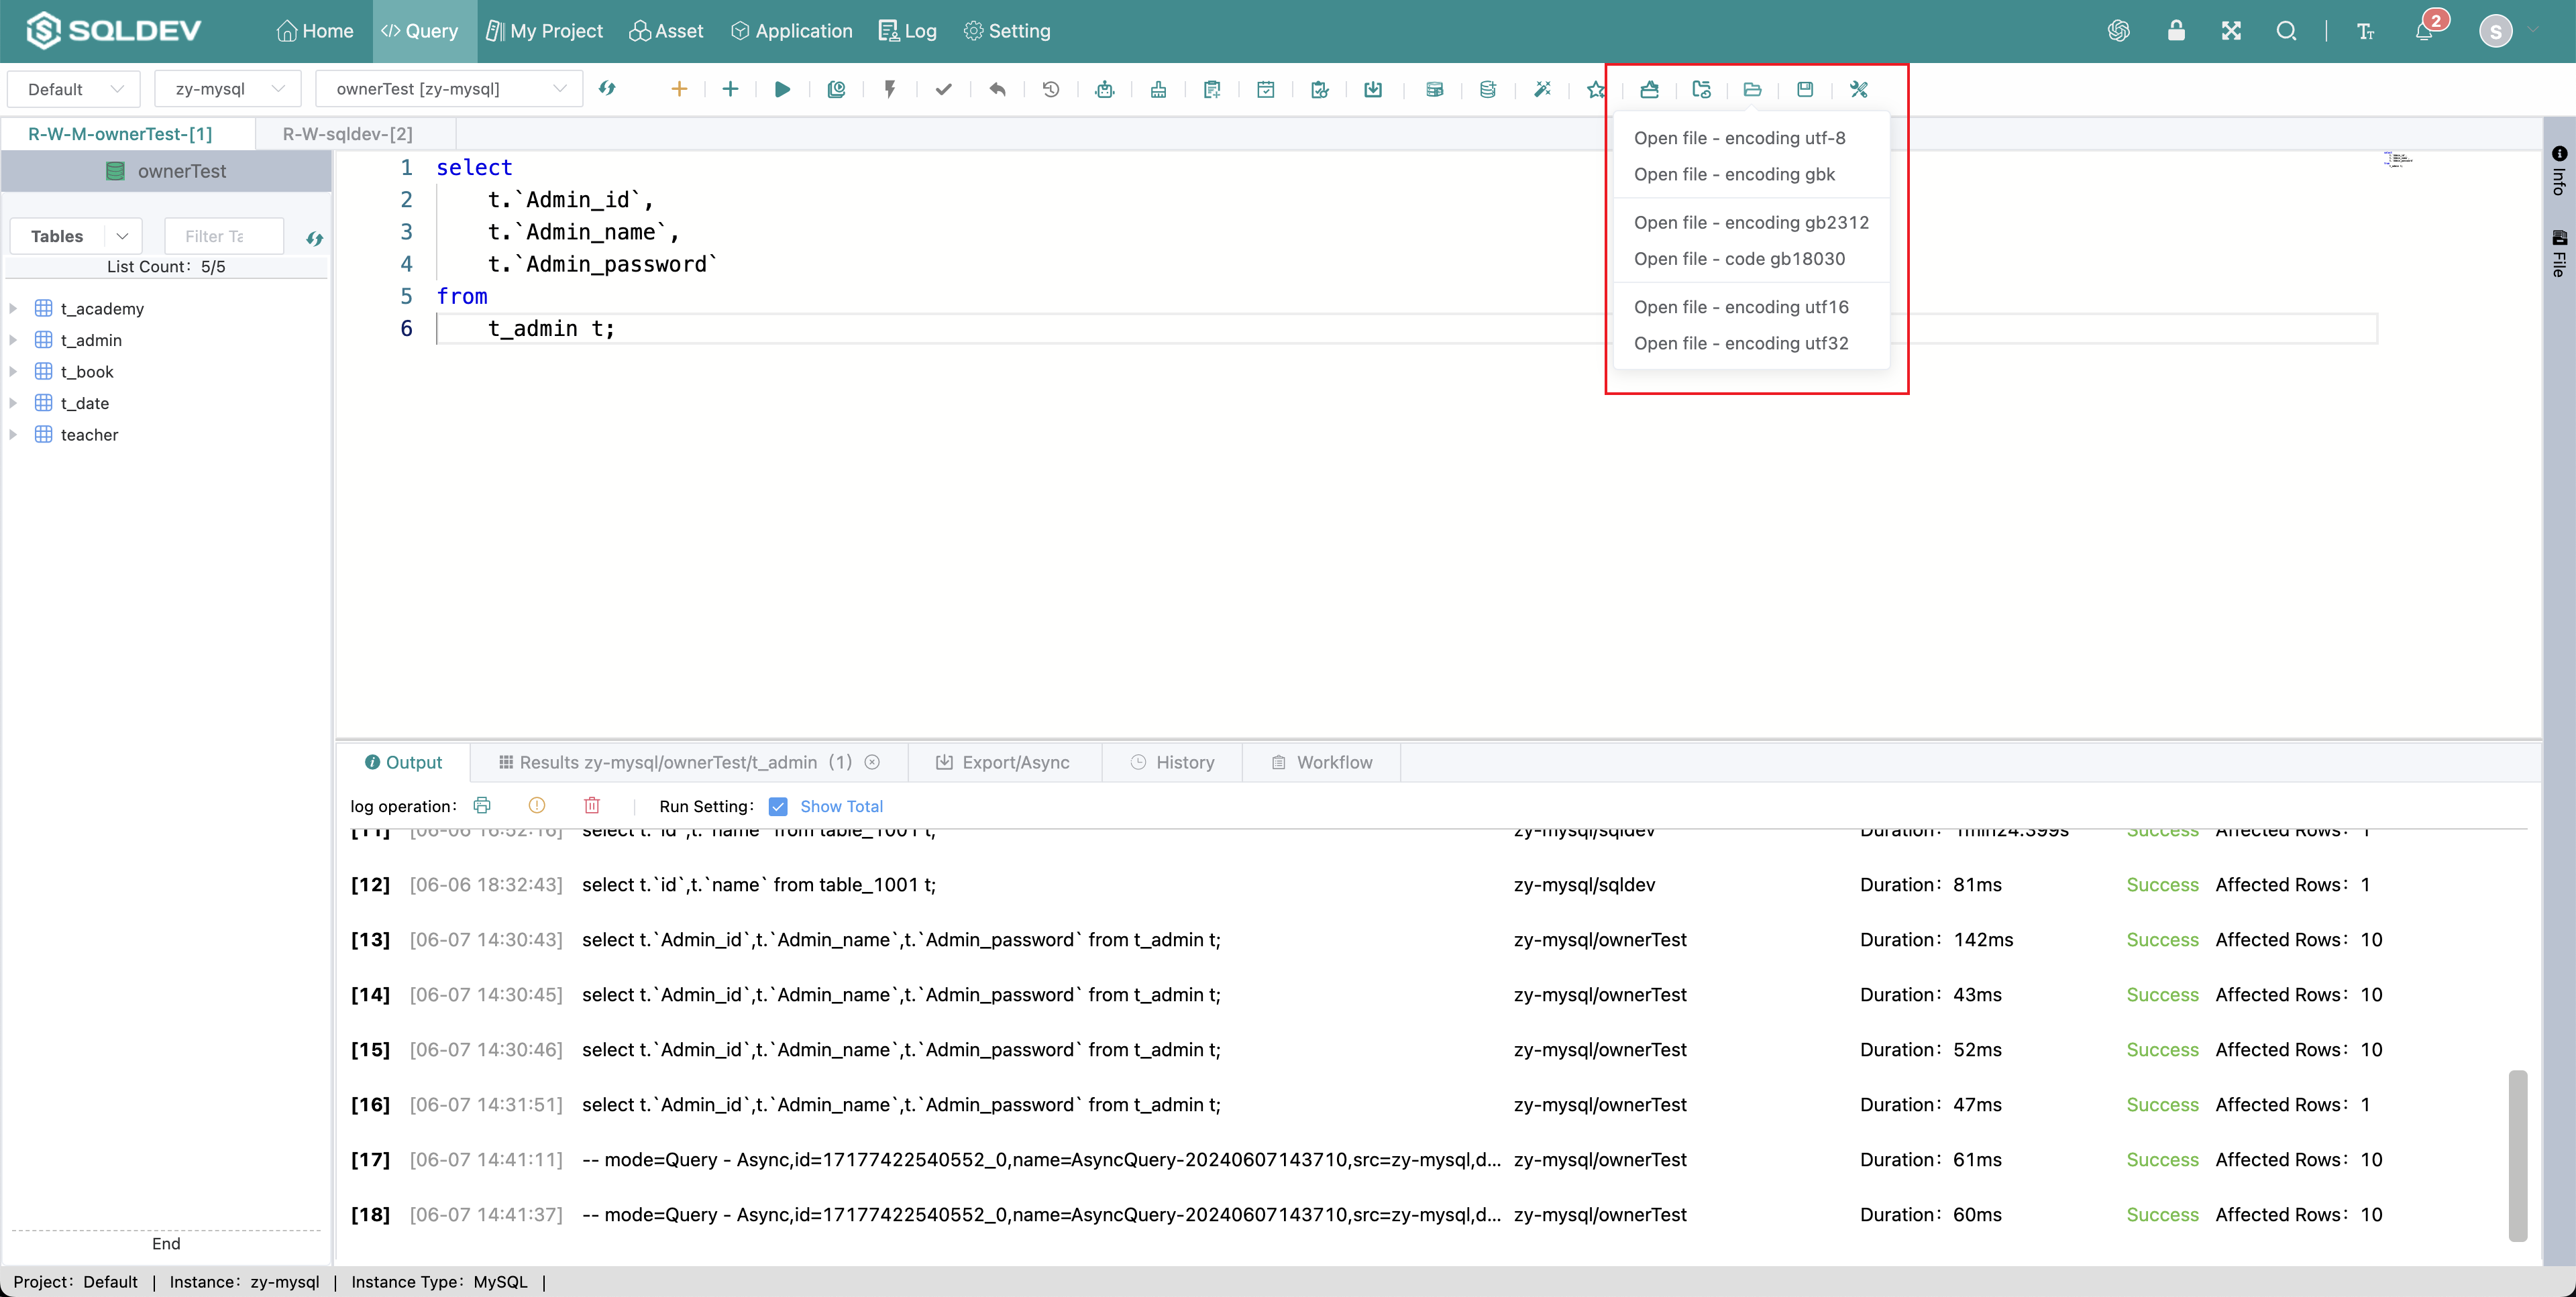 SQLDEV
Home
Query
My Project
Asset
Application
Log
Setting
2
S
Default
zy-mysql
ownerTest [zy-mysql]
R-W-M-ownerTest-[1]
R-W-sqldev-[2]
ownerTest
Tables
Filter Ta
List Count: 5/5
t_academy
t_admin
t_book
t_date
teacher
End
1 select
2 t.`Admin_id`,
3 t.`Admin_name`,
4 t.`Admin_password`
5 from
6 t_admin t;
Open file - encoding utf-8
Open file - encoding gbk
Open file - encoding gb2312
Open file - code gb18030
Open file - encoding utf16
Open file - encoding utf32
Info
File
Output
Results zy-mysql/ownerTest/t_admin (1)
Export/Async
History
Workflow
log operation:
Run Setting:
Show Total
[11] [06-06 16:52:16] select t.`id`,t.`name` from table_1001 t; zy-mysql/sqldev Duration: 1min24.399s Success Affected Rows: 1
[12] [06-06 18:32:43] select t.`id`,t.`name` from table_1001 t; zy-mysql/sqldev Duration: 81ms Success Affected Rows: 1
[13] [06-07 14:30:43] select t.`Admin_id`,t.`Admin_name`,t.`Admin_password` from t_admin t; zy-mysql/ownerTest Duration: 142ms Success Affected Rows: 10
[14] [06-07 14:30:45] select t.`Admin_id`,t.`Admin_name`,t.`Admin_password` from t_admin t; zy-mysql/ownerTest Duration: 43ms Success Affected Rows: 10
[15] [06-07 14:30:46] select t.`Admin_id`,t.`Admin_name`,t.`Admin_password` from t_admin t; zy-mysql/ownerTest Duration: 52ms Success Affected Rows: 10
[16] [06-07 14:31:51] select t.`Admin_id`,t.`Admin_name`,t.`Admin_password` from t_admin t; zy-mysql/ownerTest Duration: 47ms Success Affected Rows: 1
[17] [06-07 14:41:11] -- mode=Query - Async,id=17177422540552_0,name=AsyncQuery-20240607143710,src=zy-mysql,d... zy-mysql/ownerTest Duration: 61ms Success Affected Rows: 10
[18] [06-07 14:41:37] -- mode=Query - Async,id=17177422540552_0,name=AsyncQuery-20240607143710,src=zy-mysql,d... zy-mysql/ownerTest Duration: 60ms Success Affected Rows: 10
Project: Default | Instance: zy-mysql | Instance Type: MySQL |